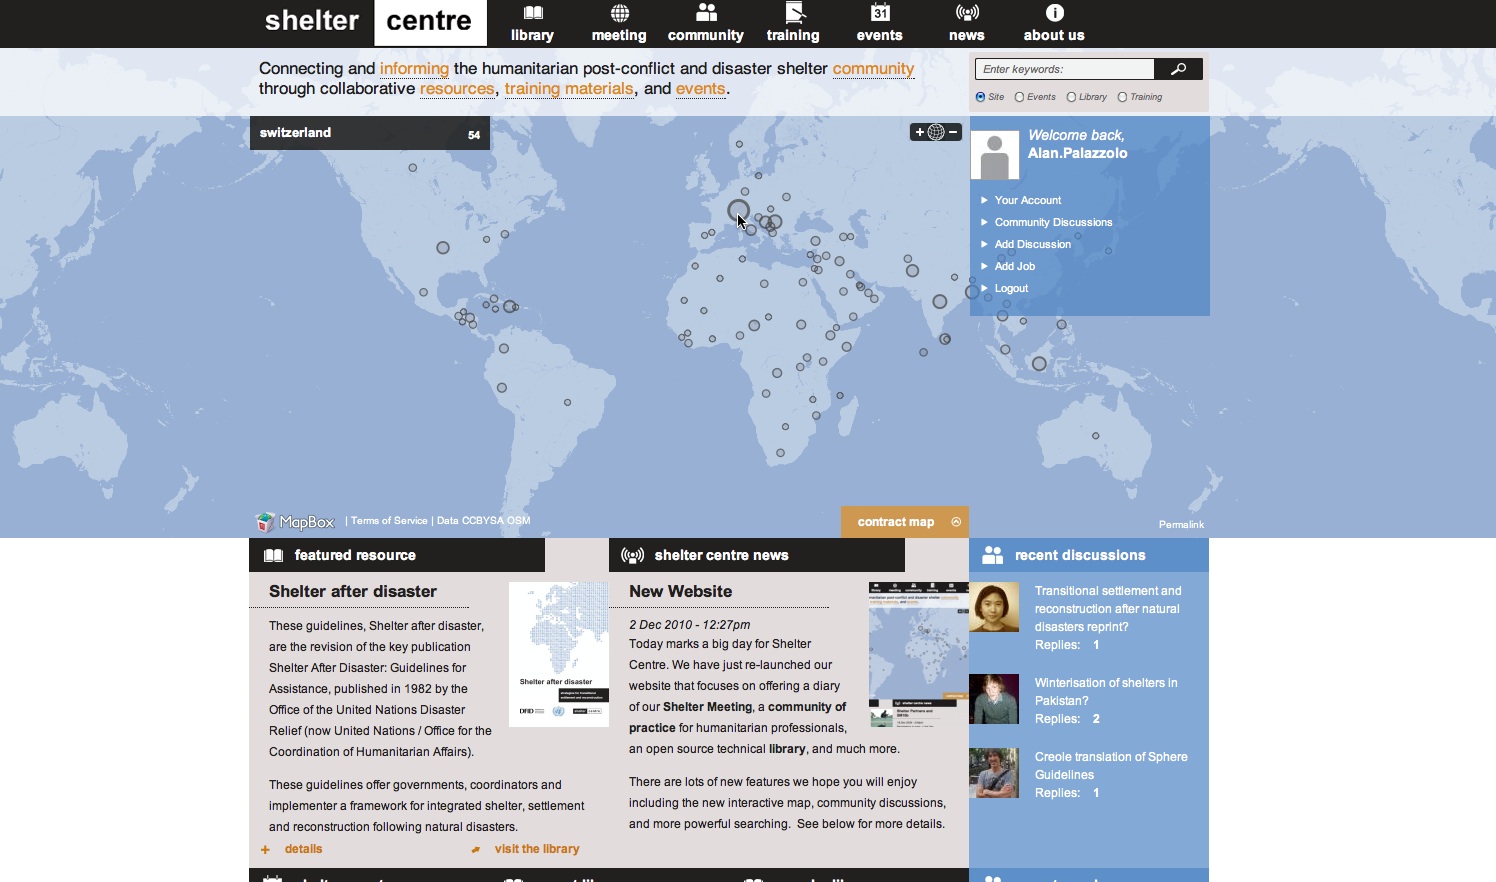 shelter centre
library
meeting
community
training
31
events
news
about us
Connecting and informing the humanitarian post-conflict and disaster shelter community
through collaborative resources, training materials, and events.
Enter keywords:
Site Events Library Training
switzerland 54
Welcome back,
Alan.Palazzolo
Your Account
Community Discussions
Add Discussion
Add Job
Logout
MapBox | Terms of Service | Data CCBYSA OSM
contract map
Permalink
featured resource
Shelter after disaster
These guidelines, Shelter after disaster,
are the revision of the key publication
Shelter After Disaster: Guidelines for
Assistance, published in 1982 by the
Office of the United Nations Disaster
Relief (now United Nations / Office for the
Coordination of Humanitarian Affairs).
These guidelines offer governments, coordinators and
implementer a framework for integrated shelter, settlement
and reconstruction following natural disasters.
+ details
visit the library
Shelter after disaster
DFID
shelter centre news
New Website
2 Dec 2010 - 12:27pm
Today marks a big day for Shelter
Centre. We have just re-launched our
website that focuses on offering a diary
of our Shelter Meeting, a community of
practice for humanitarian professionals,
an open source technical library, and much more.
There are lots of new features we hope you will enjoy
including the new interactive map, community discussions,
and more powerful searching. See below for more details.
recent discussions
Transitional settlement and
reconstruction after natural
disasters reprint?
Replies: 1
Winterisation of shelters in
Pakistan?
Replies: 2
Creole translation of Sphere
Guidelines
Replies: 1